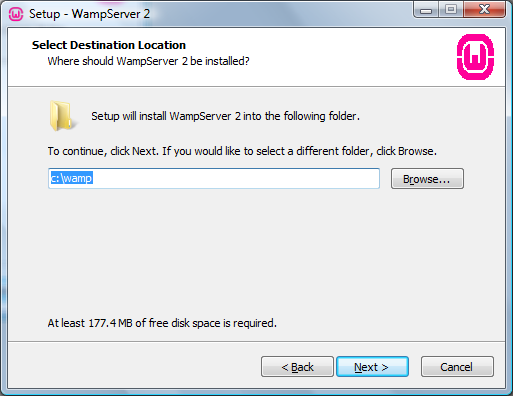 Setup - WampServer 2
Select Destination Location
Where should WampServer 2 be installed?
Setup will install WampServer 2 into the following folder.
To continue, click Next. If you would like to select a different folder, click Browse.
c:\wamp
Browse...
At least 177.4 MB of free disk space is required.
< Back
Next >
Cancel